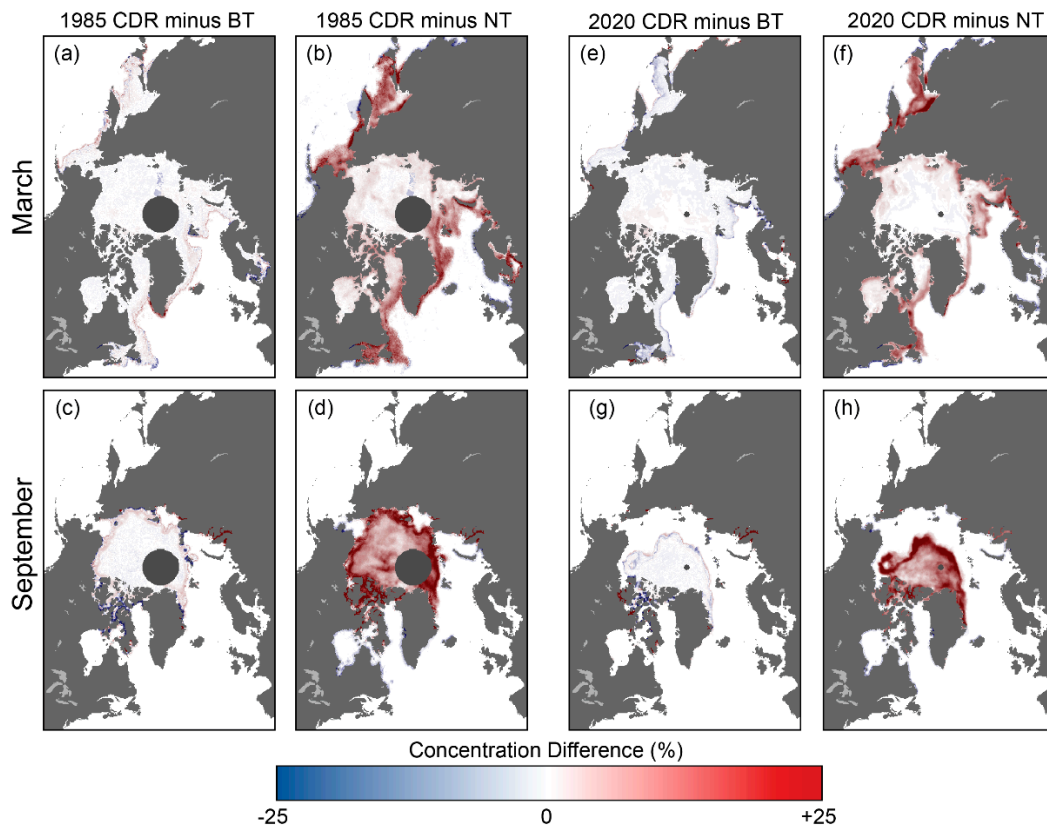 1985 CDR minus BT
1985 CDR minus NT
2020 CDR minus BT
2020 CDR minus NT
March
(a)
(b)
(e)
(f)
September
(c)
(d)
(g)
(h)
Concentration Difference (%)
-25
0
+25